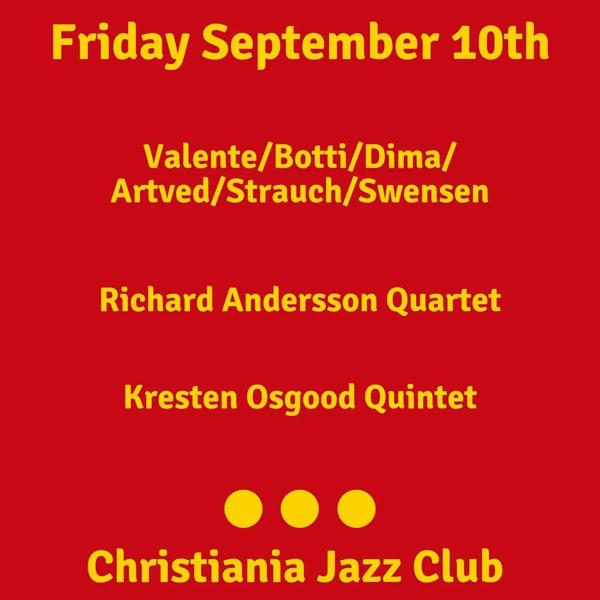 Friday September 10th
Valente/Botti/Dima/
Artved/Strauch/Swensen
Richard Andersson Quartet
Kresten Osgood Quintet
Christiania Jazz Club